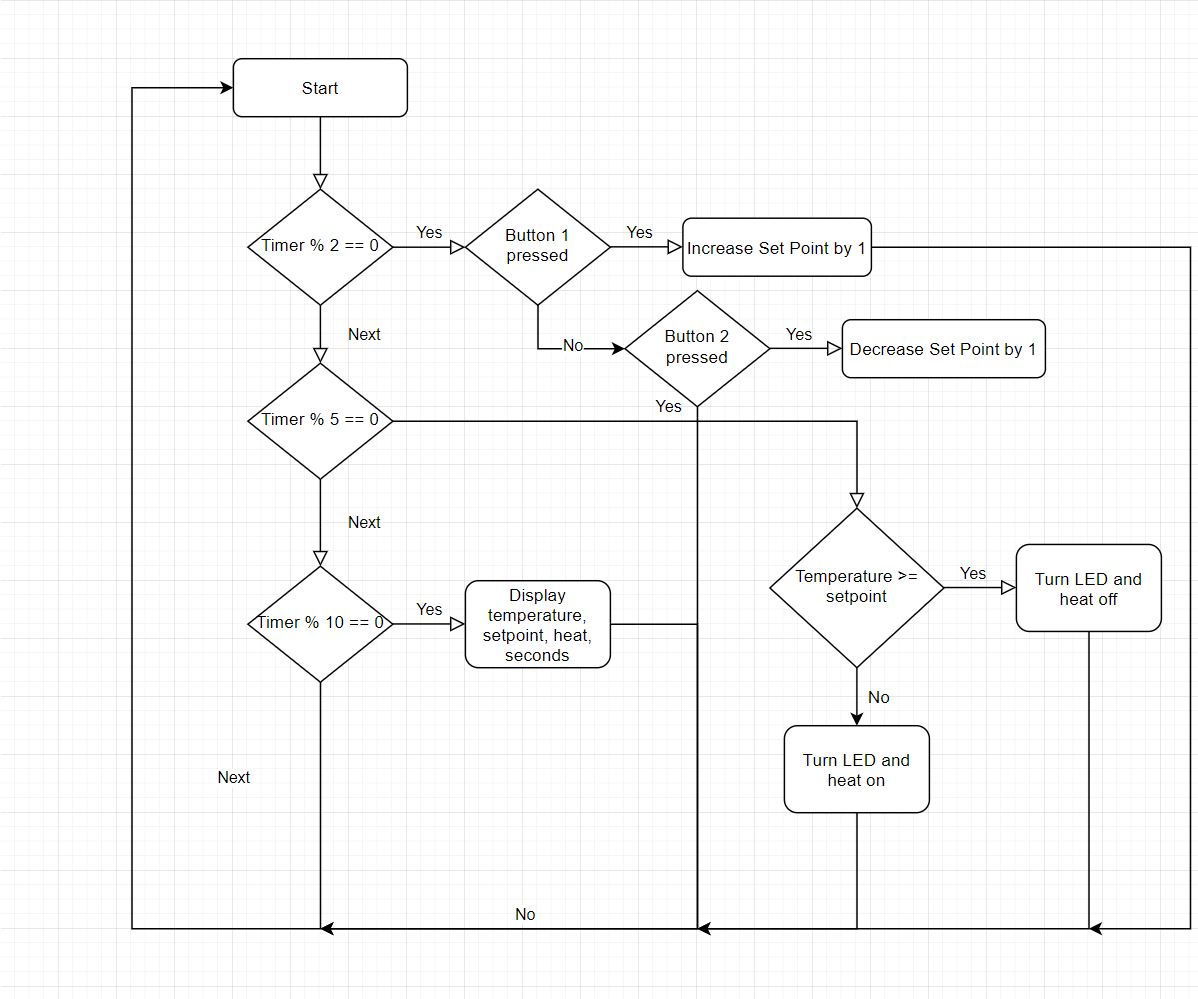 Start
Timer % 2 == 0
Yes
Button 1
pressed
Yes
Increase Set Point by 1
Next
No
Button 2
pressed
Yes
Decrease Set Point by 1
Timer % 5 == 0
Yes
Next
Temperature >=
setpoint
Yes
Turn LED and
heat off
Timer % 10 == 0
Yes
Display
temperature,
setpoint, heat,
seconds
No
Turn LED and
heat on
Next
No